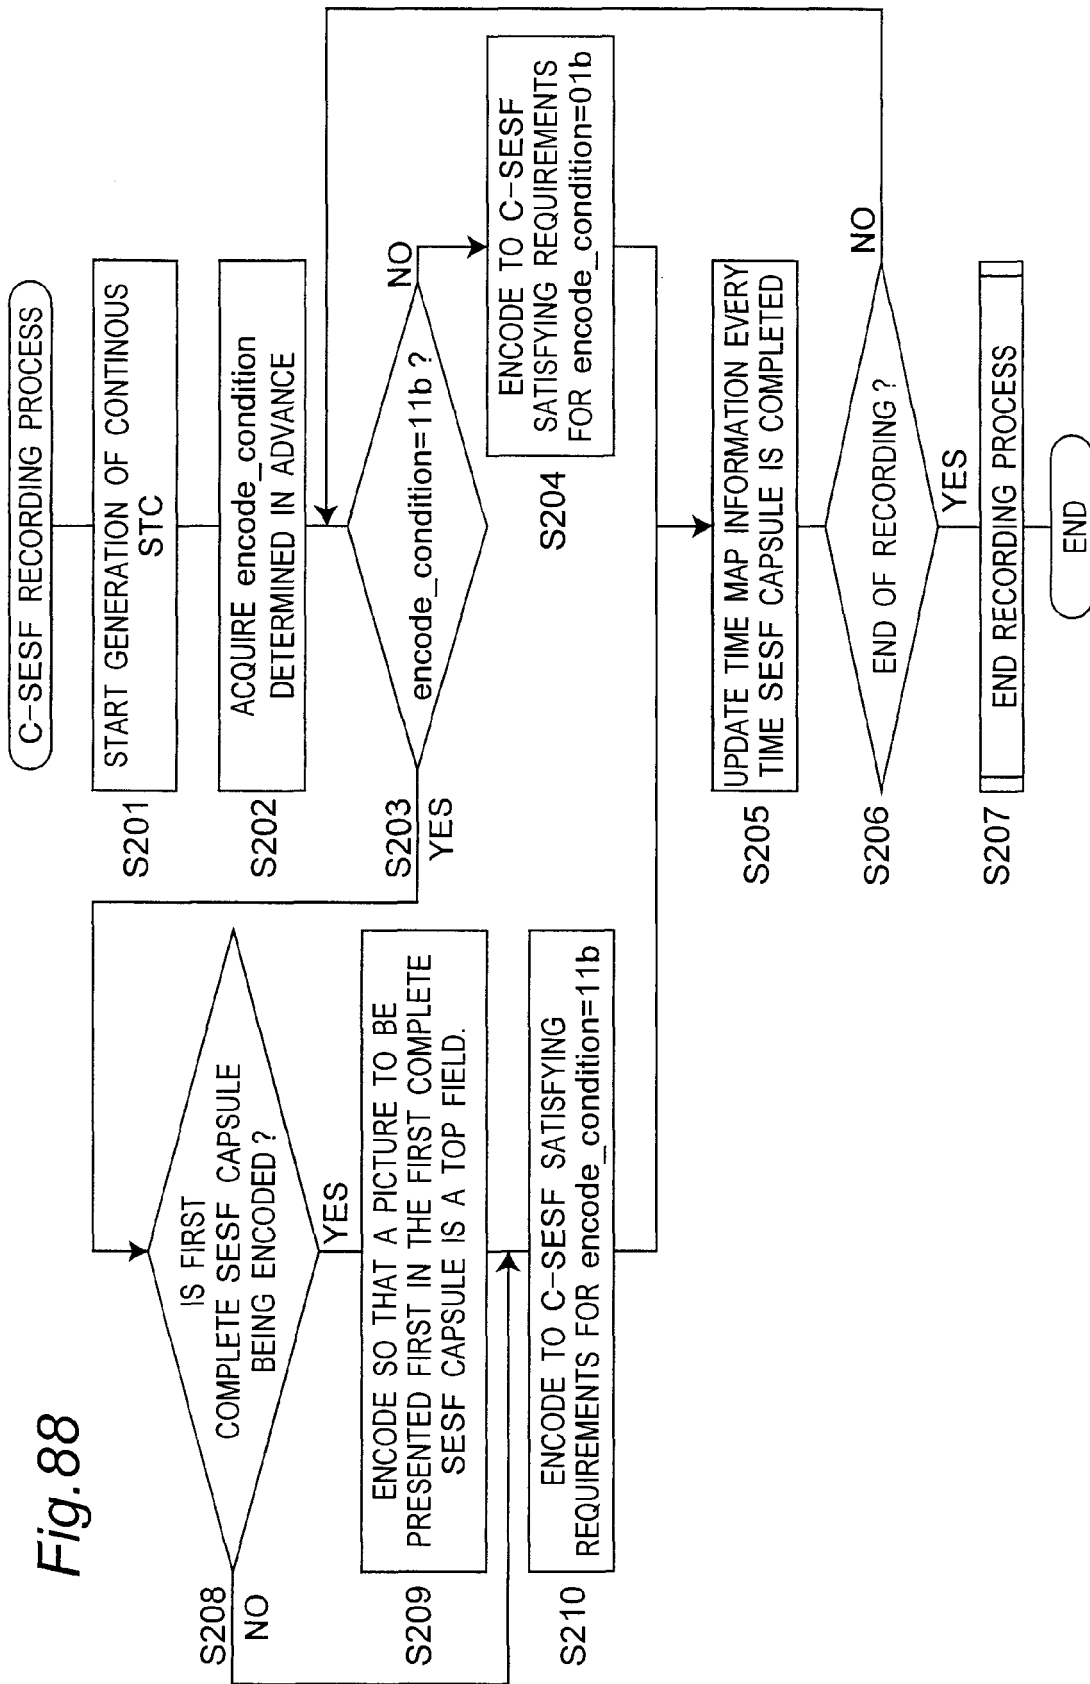 Fig.88
C-SESF RECORDING PROCESS
S201
START GENERATION OF CONTINOUS
STC
S202
ACQUIRE encode_condition
DETERMINED IN ADVANCE
S203
encode_condition=11b ?
YES
NO
S204
ENCODE TO C-SESF
SATISFYING REQUIREMENTS
FOR encode_condition=01b
S208
IS FIRST
COMPLETE SESF CAPSULE
BEING ENCODED ?
NO
YES
S209
ENCODE SO THAT A PICTURE TO BE
PRESENTED FIRST IN THE FIRST COMPLETE
SESF CAPSULE IS A TOP FIELD.
S210
ENCODE TO C-SESF SATISFYING
REQUIREMENTS FOR encode_condition=11b
S205
UPDATE TIME MAP INFORMATION EVERY
TIME SESF CAPSULE IS COMPLETED
S206
END OF RECORDING ?
NO
YES
S207
END RECORDING PROCESS
END